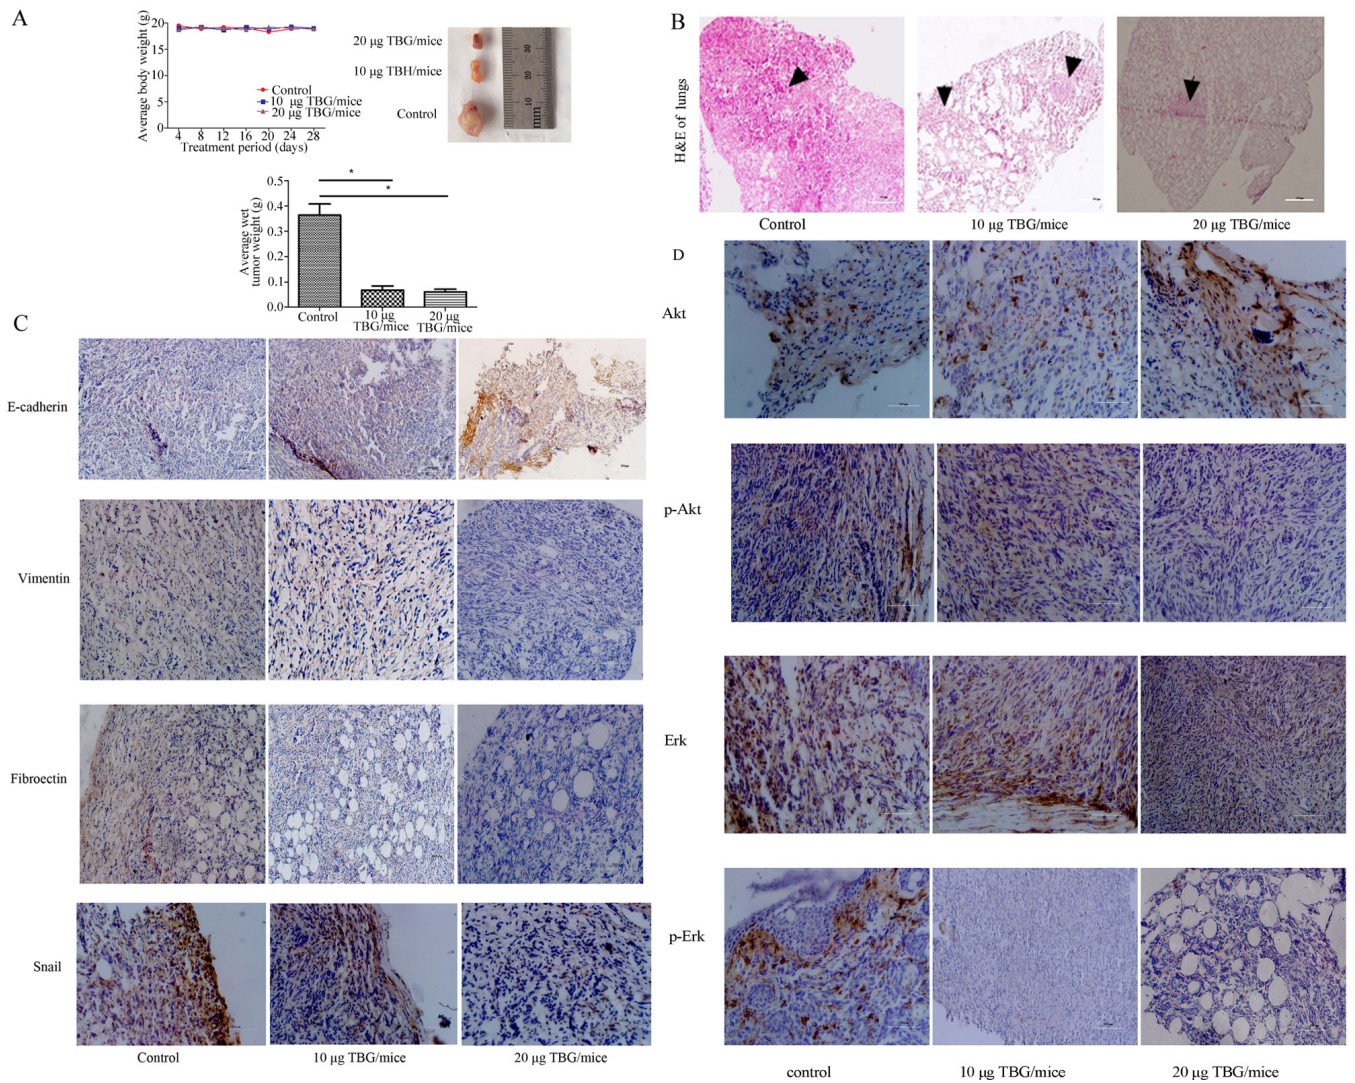 A
Average body weight (g)
20
15
10
5
0
Control
10 μg TBG/mice
20 μg TBG/mice
4 8 12 16 20 24 28
Treatment period (days)
20 μg TBG/mice
10 μg TBH/mice
Control
30
20
10
mm
Average wet
tumor weight (g)
0.5
0.4
0.3
0.2
0.1
0.0
*
*
Control
10 μg
TBG/mice
20 μg
TBG/mice
B
H&E of lungs
Control
10 μg TBG/mice
20 μg TBG/mice
C
E-cadherin
Vimentin
Fibroectin
Snail
Control
10 μg TBG/mice
20 μg TBG/mice
D
Akt
p-Akt
Erk
p-Erk
control
10 μg TBG/mice
20 μg TBG/mice